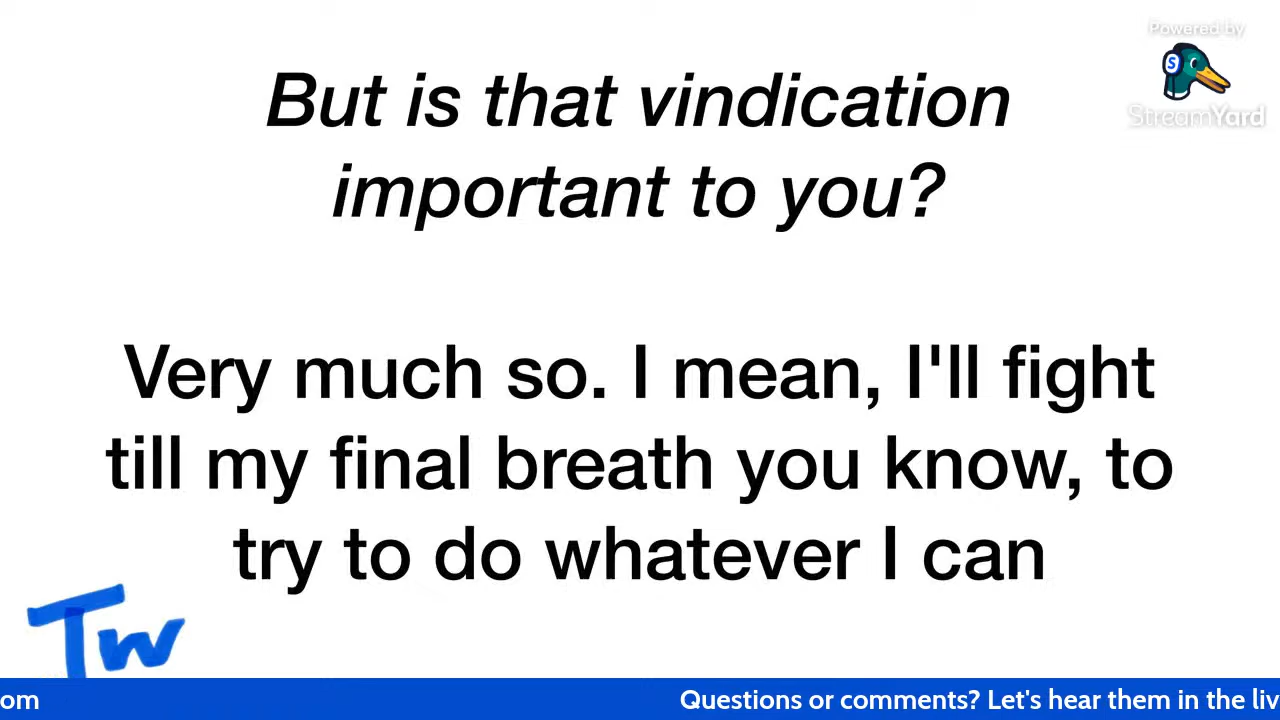 Powered by
StreamYard
But is that vindication
important to you?
Very much so. I mean, I'll fight
till my final breath you know, to
try to do whatever I can
Tw
om
Questions or comments? Let's hear them in the liv